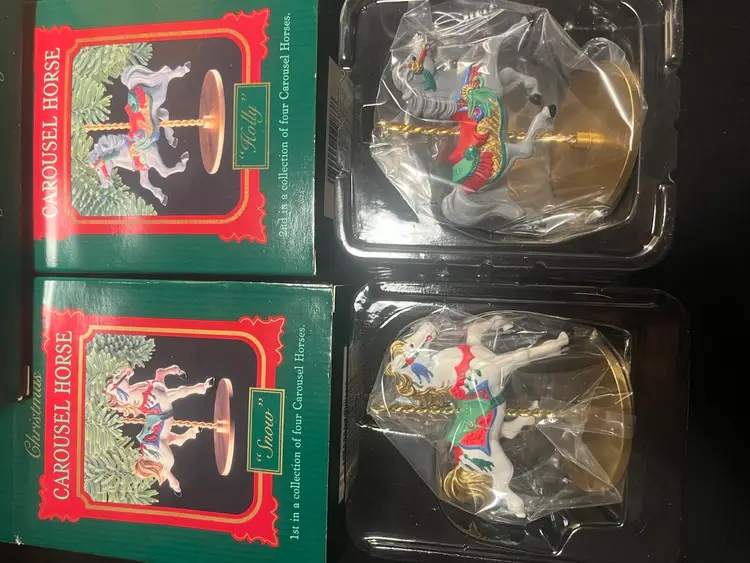 CAROUSEL HORSE
"Holly"
2nd in a collection of four Carousel Horses.
Christmas
CAROUSEL HORSE
"Snow"
1st in a collection of four Carousel Horses.